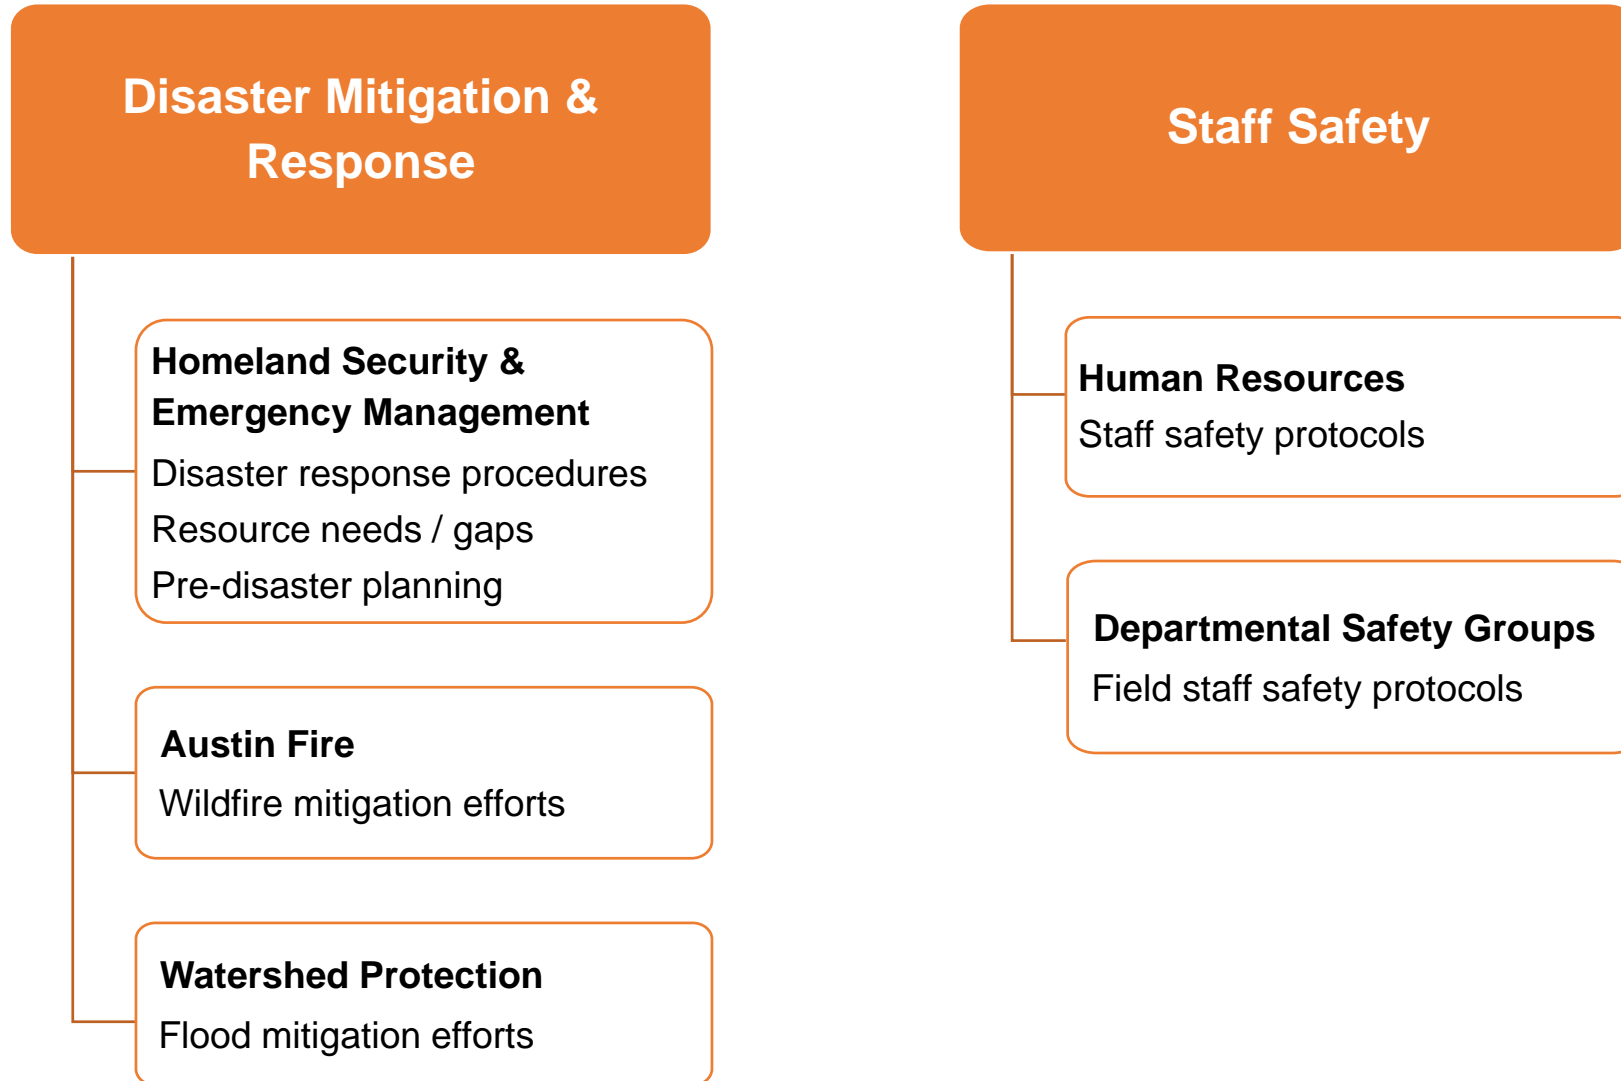 Disaster Mitigation &
Response
Homeland Security &
Emergency Management
Disaster response procedures
Resource needs / gaps
Pre-disaster planning
Austin Fire
Wildfire mitigation efforts
Watershed Protection
Flood mitigation efforts
Staff Safety
Human Resources
Staff safety protocols
Departmental Safety Groups
Field staff safety protocols